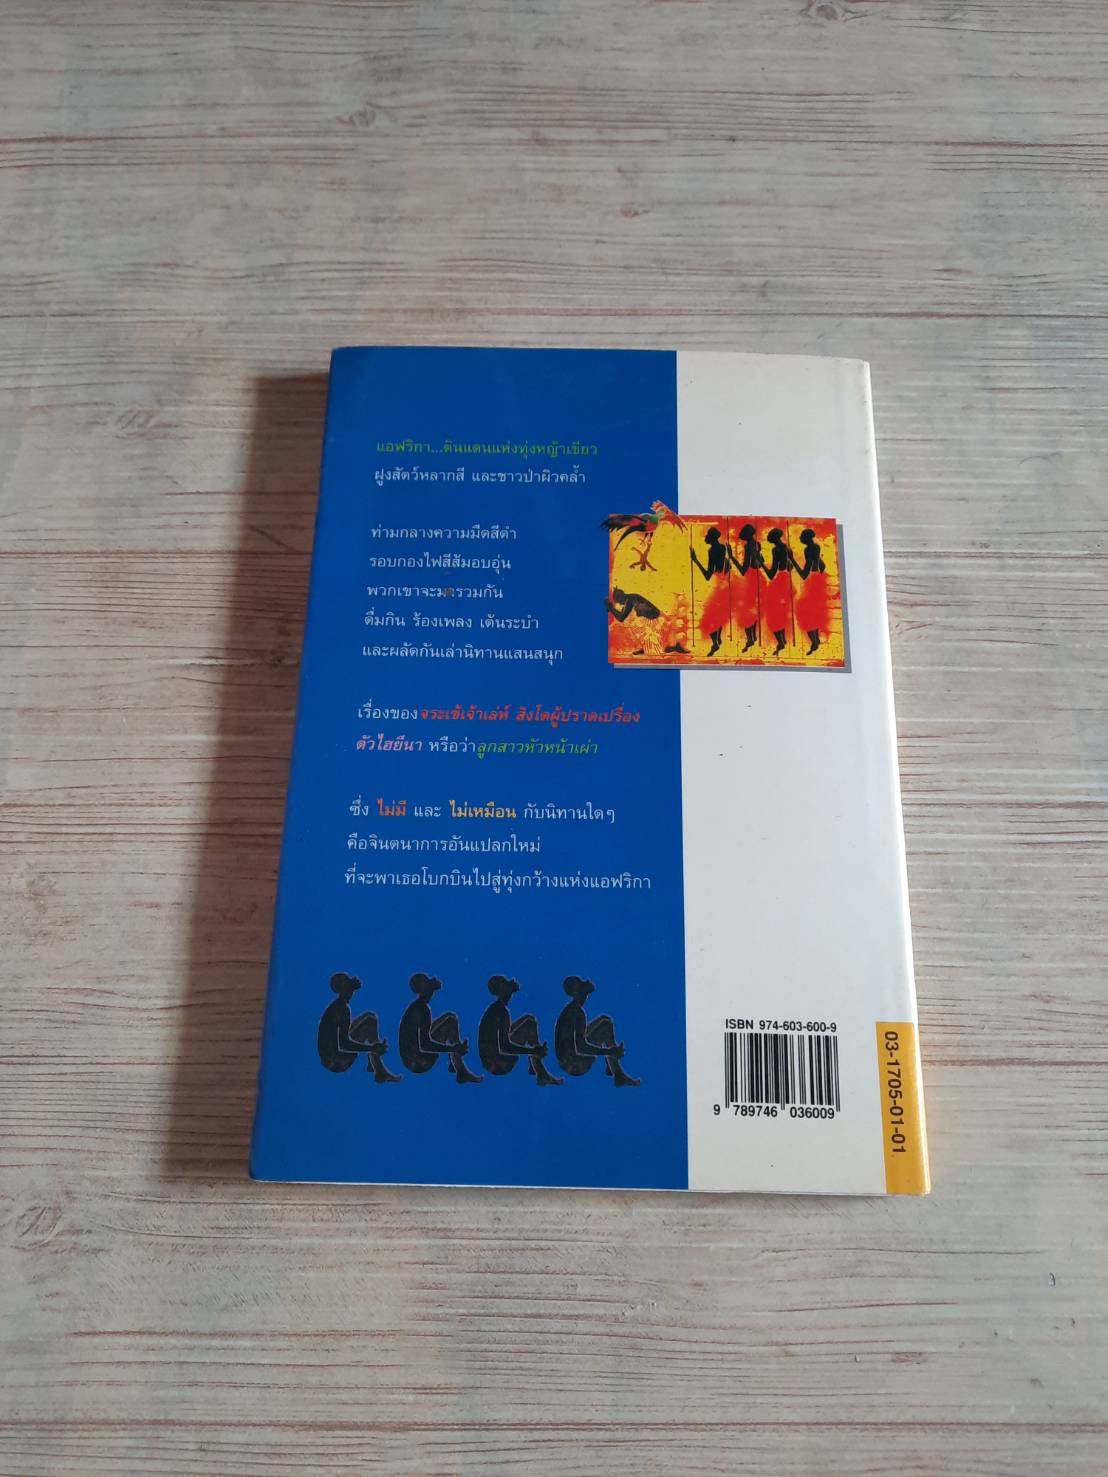 แอฟริกา...ดินแดนแห่งทุ่งหญ้าเขียว
ฝูงสัตว์หลากสี และชาวป่าผิวคล้ำ
ท่ามกลางความมืดสีดำ
รอบกองไฟสีส้มอบอุ่น
พวกเขาจะมารวมกัน
ดื่มกิน ร้องเพลง เต้นระบำ
และผลัดกันเล่านิทานแสนสนุก
เรื่องของจระเข้เจ้าเล่ห์ สิงโตผู้ปราดเปรื่อง
ตัวไฮยีนา หรือว่าลูกสาวหัวหน้าเผ่า
ซึ่ง ไม่มี และ ไม่เหมือน กับนิทานใดๆ
คือจินตนาการอันแปลกใหม่
ที่จะพาเธอโบกบินไปสู่ทุ่งกว้างแห่งแอฟริกา
ISBN 974-603-600-9
9 789746 036009
03-1705-01-01